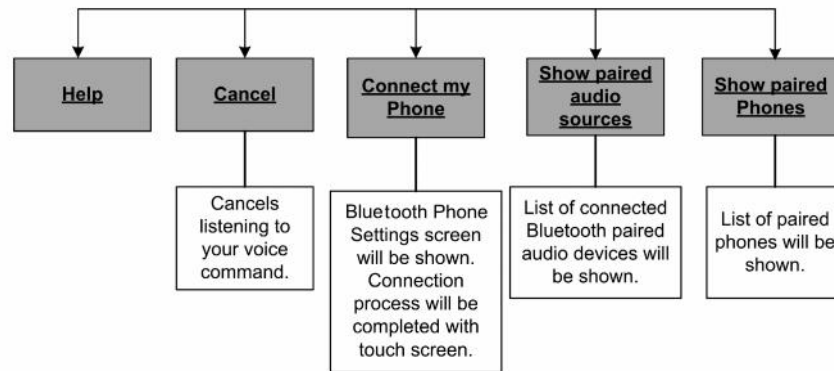 Help
Cancel
Connect my
Phone
Show paired
audio
sources
Show paired
Phones
Cancels
listening to
your voice
command.
Bluetooth Phone
Settings screen
will be shown.
Connection
process will be
completed with
touch screen.
List of connected
Bluetooth paired
audio devices will
be shown.
List of paired
phones will be
shown.